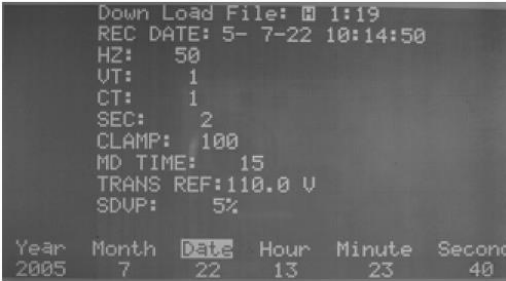 Down Load File: H 1:19
REC DATE: 5- 7-22 10:14:50
HZ: 50
VT: 1
CT: 1
SEC: 2
CLAMP: 100
MD TIME: 15
TRANS REF:110.0 V
SDVP: 5%
Year Month Date Hour Minute Second
2005 7 22 13 23 40